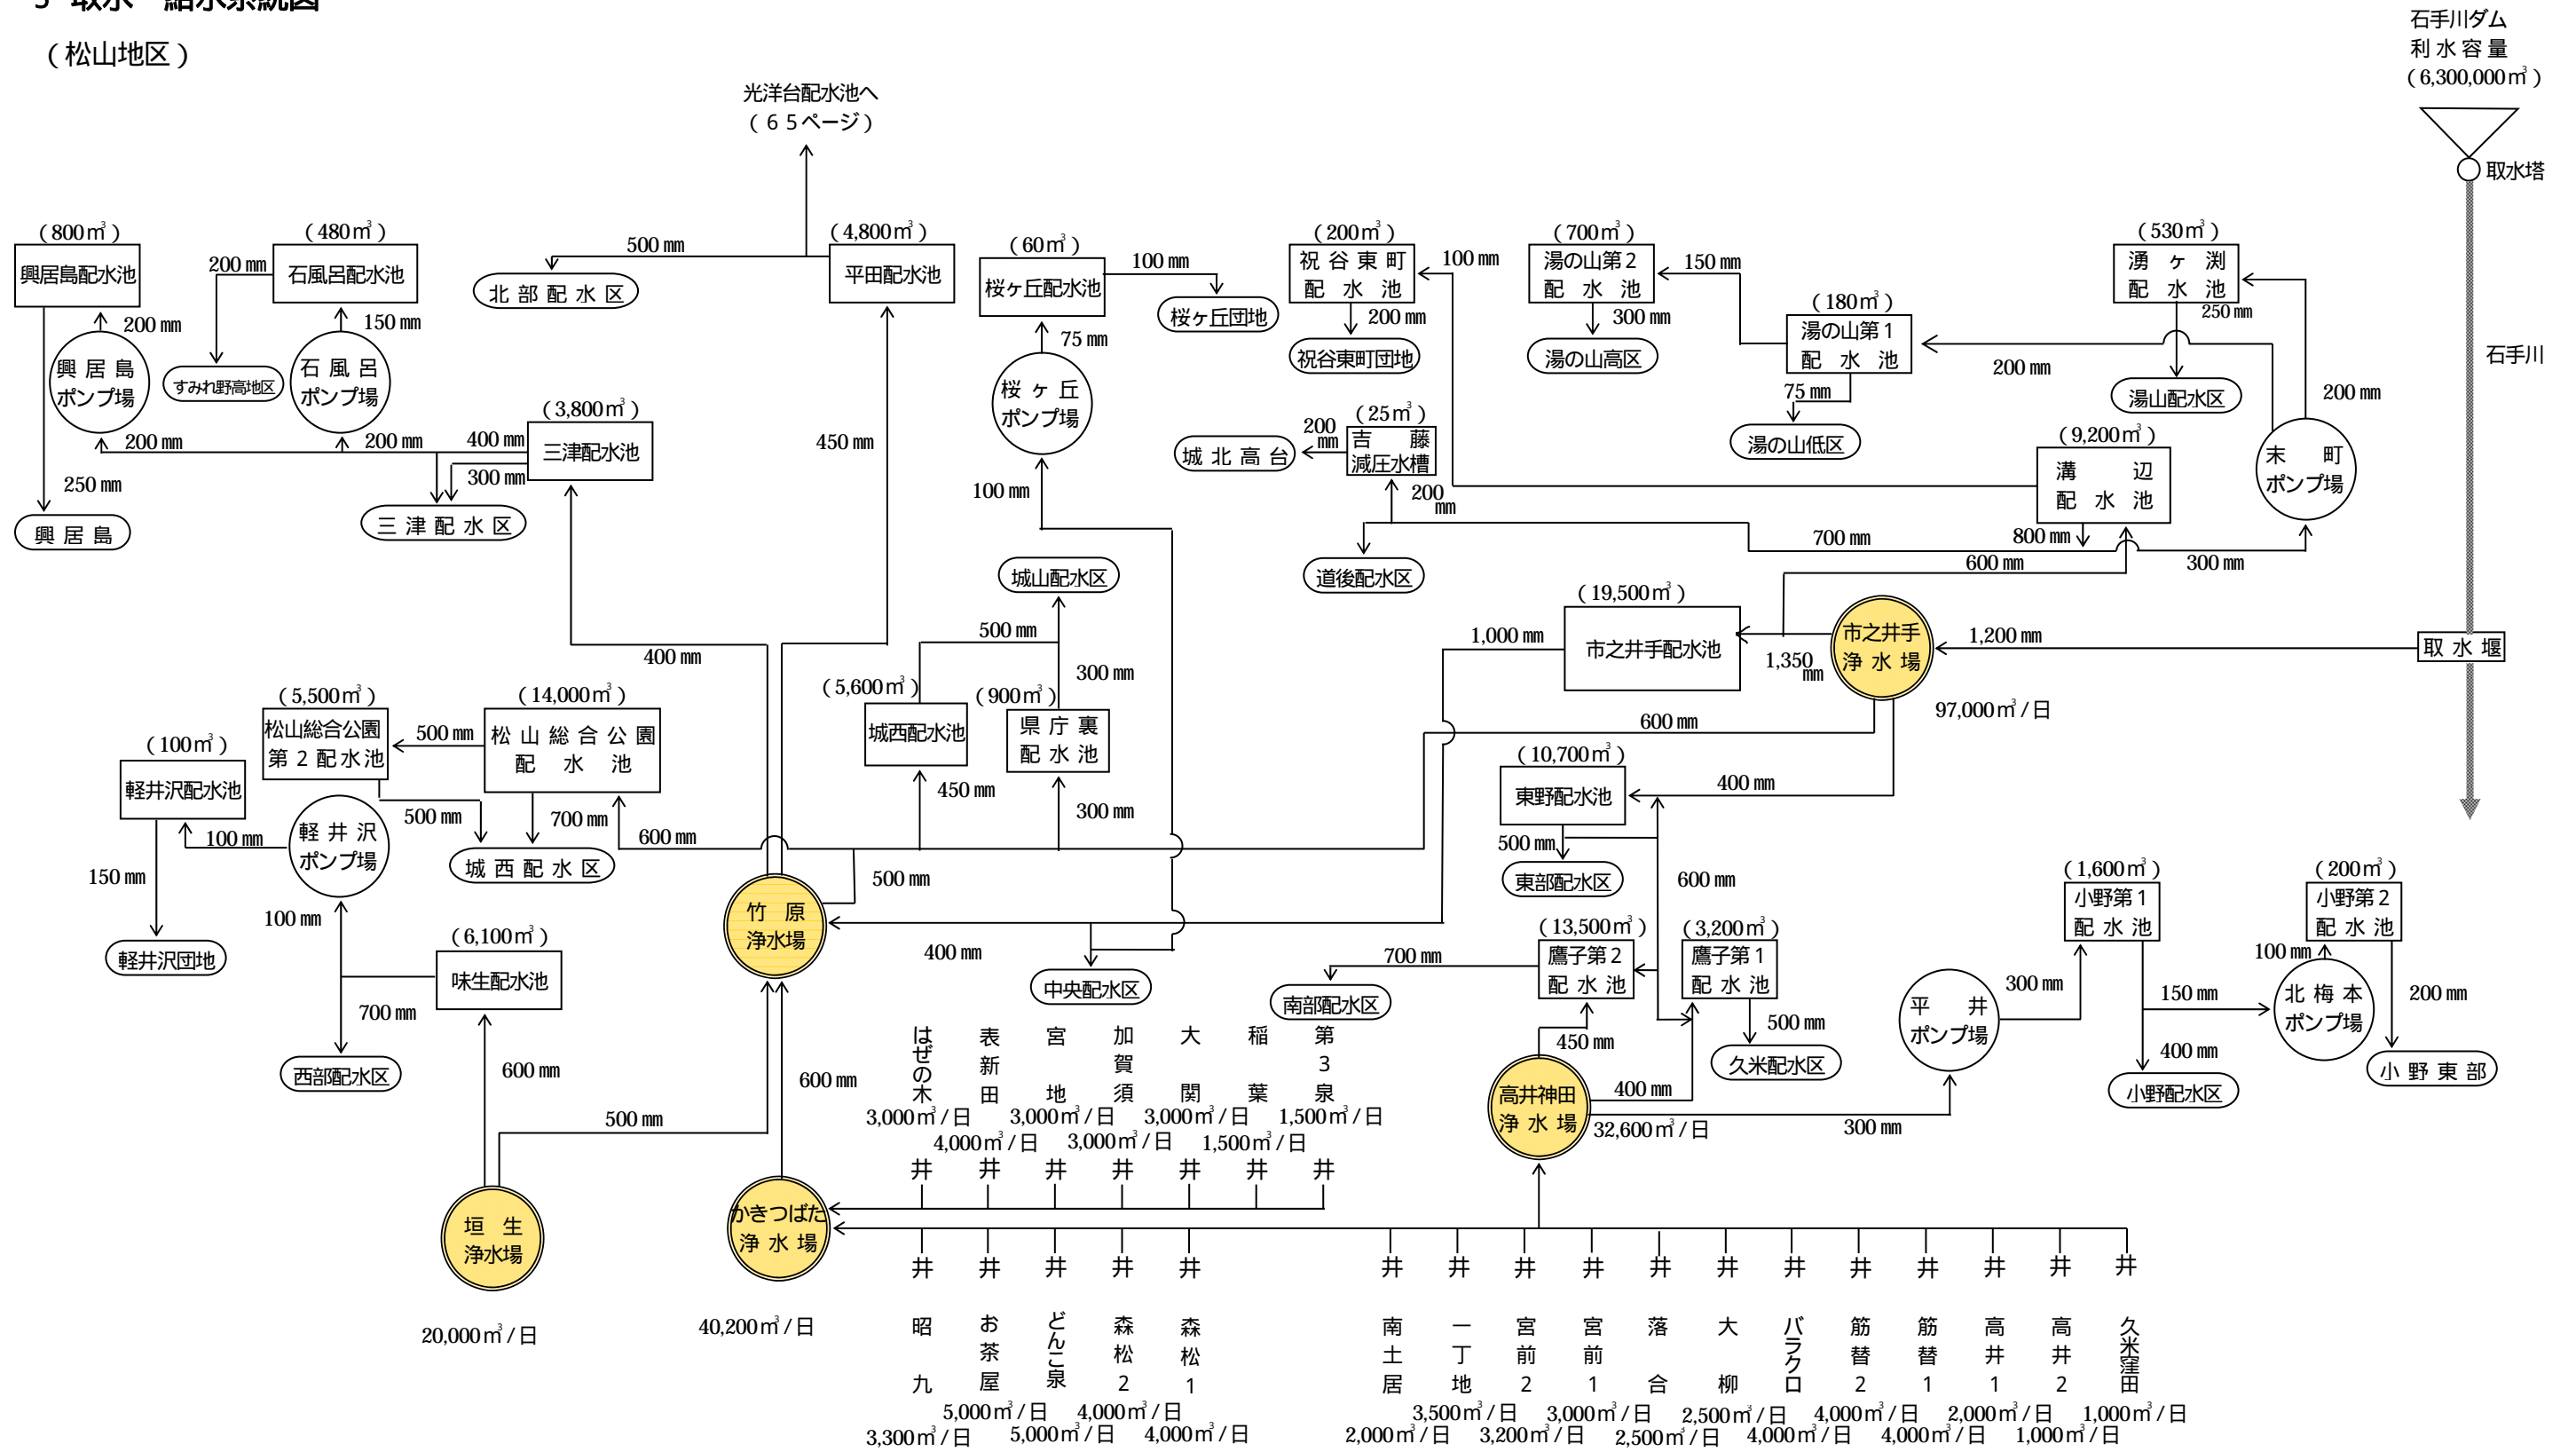 取水 給水系統図
（松山地区）
石手川ダム
利水容量
（6,300,000㎥）
取水塔
石手川
取水堰
光洋台配水池へ
（６５ページ）
（800㎥）
興居島配水池
200㎜
興居島
ポンプ場
200㎜
250㎜
興居島
（480㎥）
石風呂配水池
200㎜
150㎜
すみれ野高地区
石風呂
ポンプ場
200㎜
400㎜
300㎜
（3,800㎥）
三津配水池
三津配水区
500㎜
北部配水区
（4,800㎥）
平田配水池
450㎜
400㎜
（60㎥）
桜ヶ丘配水池
100㎜
桜ヶ丘団地
75㎜
桜ヶ丘
ポンプ場
100㎜
（200㎥）
祝谷東町
配水池
100㎜
200㎜
祝谷東町団地
（700㎥）
湯の山第2
配水池
150㎜
300㎜
湯の山高区
（180㎥）
湯の山第1
配水池
75㎜
湯の山低区
200㎜
（530㎥）
湧ヶ渕
配水池
250㎜
湯山配水区
200㎜
末町
ポンプ場
300㎜
（25㎥）
吉藤
減圧水槽
200㎜
城北高台
200㎜
道後配水区
700㎜
（9,200㎥）
溝辺
配水池
800㎜
600㎜
（19,500㎥）
市之井手配水池
1,000㎜
1,350㎜
市之井手
浄水場
1,200㎜
97,000㎥/日
600㎜
400㎜
城山配水区
500㎜
300㎜
（5,600㎥）
城西配水池
（900㎥）
県庁裏
配水池
450㎜
300㎜
（5,500㎥）
松山総合公園
第2配水池
500㎜
（14,000㎥）
松山総合公園
配水池
500㎜
700㎜
600㎜
城西配水区
（100㎥）
軽井沢配水池
100㎜
軽井沢
ポンプ場
150㎜
軽井沢団地
100㎜
（6,100㎥）
味生配水池
700㎜
西部配水区
600㎜
500㎜
垣生
浄水場
20,000㎥/日
竹原
浄水場
500㎜
400㎜
中央配水区
600㎜
かきつばた
浄水場
40,200㎥/日
（10,700㎥）
東野配水池
500㎜
東部配水区
600㎜
（13,500㎥）
鷹子第2
配水池
700㎜
南部配水区
（3,200㎥）
鷹子第1
配水池
500㎜
久米配水区
450㎜
400㎜
高井神田
浄水場
32,600㎥/日
300㎜
平井
ポンプ場
300㎜
（1,600㎥）
小野第1
配水池
150㎜
400㎜
小野配水区
（200㎥）
小野第2
配水池
100㎜
北梅本
ポンプ場
200㎜
小野東部
はぜの木
表新田
宮地
加賀須
大関
稲葉
第3泉
3,000㎥/日
3,000㎥/日
3,000㎥/日
1,500㎥/日
4,000㎥/日
3,000㎥/日
1,500㎥/日
井 井 井 井 井 井 井
井 井 井 井 井
井 井 井 井 井 井 井 井 井 井 井 井
昭九
お茶屋
どんこ泉
森松2
森松1
南土居
一丁地
宮前2
宮前1
落合
大柳
バラクロ
筋替2
筋替1
高井1
高井2
久米窪田
5,000㎥/日
4,000㎥/日
3,300㎥/日
5,000㎥/日
4,000㎥/日
3,500㎥/日
3,000㎥/日
2,500㎥/日
4,000㎥/日
2,000㎥/日
1,000㎥/日
2,000㎥/日
3,200㎥/日
2,500㎥/日
4,000㎥/日
4,000㎥/日
1,000㎥/日